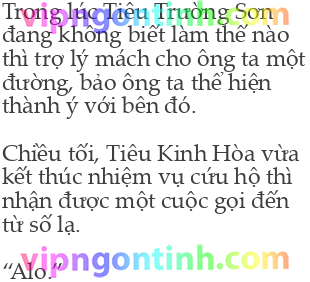 Trong lúc Tiêu Trường Sơn
vipngontinh.com
đang không biết làm thế nào
thì trợ lý mách cho ông ta một
đường, bảo ông ta thể hiện
thành ý với bên đó.
Chiều tối, Tiêu Kinh Hòa vừa
kết thúc nhiệm vụ cứu hộ thì
nhận được một cuộc gọi đến
từ số lạ.
vipngontinh.com
“Alo.”